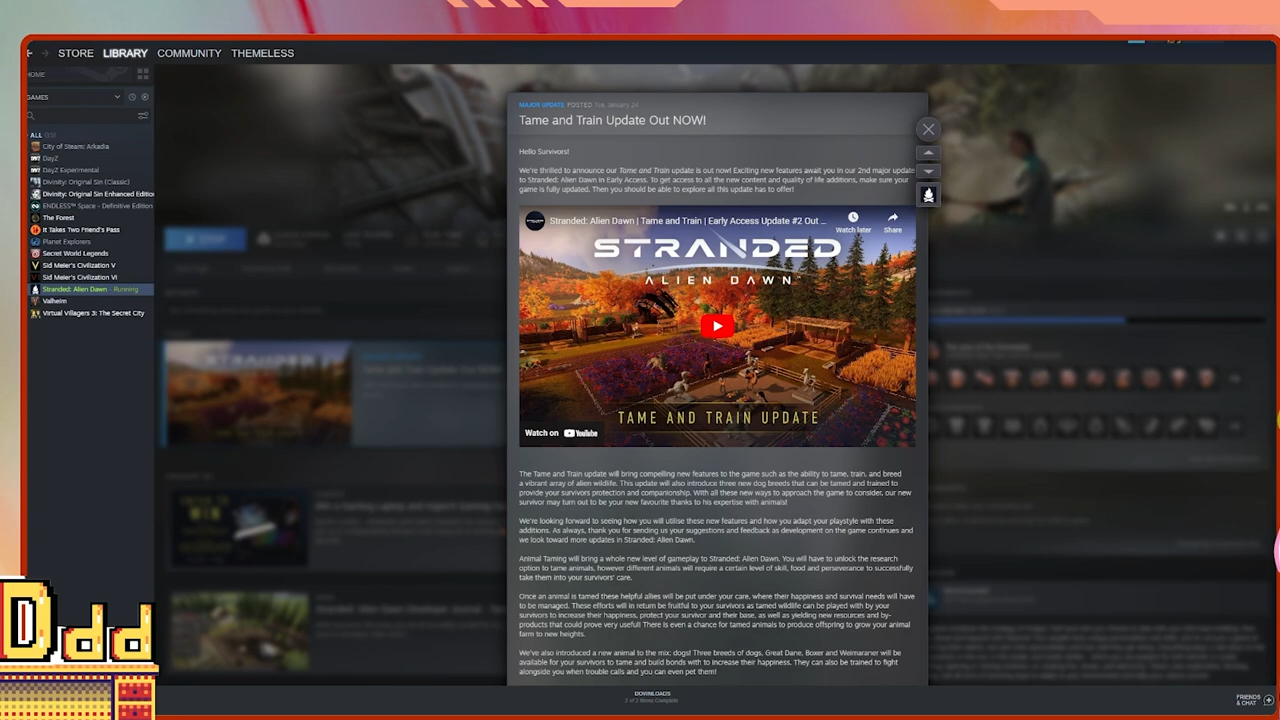 STORE LIBRARY COMMUNITY THEMELESS
HOME
GAMES
ALL
City of Steam: Arkadia
DayZ
DayZ Experimental
Divinity: Original Sin (Classic)
Divinity: Original Sin Enhanced Editio
ENDLESS™ Space - Definitive Edition
The Forest
It Takes Two Friend's Pass
Planet Explorers
Secret World Legends
Sid Meier's Civilization V
Sid Meier's Civilization VI
Stranded: Alien Dawn - Running
Valheim
Virtual Villagers 3: The Secret City
MAJOR UPDATE POSTED Tue, January 24
Tame and Train Update Out NOW!
Hello Survivors!
We're thrilled to announce our Tame and Train update is out now! Exciting new features await you in our 2nd major update
to Stranded: Alien Dawn in Early Access. To get access to all the new content and quality of life additions, make sure your
game is fully updated. Then you should be able to explore all this update has to offer!
Stranded: Alien Dawn | Tame and Train | Early Access Update #2 Out ...
Watch later
Share
STRANDED
ALIEN DAWN
TAME AND TRAIN UPDATE
Watch on YouTube
The Tame and Train update will bring compelling new features to the game such as the ability to tame, train, and breed
a vibrant array of alien wildlife. This update will also introduce three new dog breeds that can be tamed and trained to
provide your survivors protection and companionship. With all these new ways to approach the game to consider, our new
survivor may turn out to be your new favourite thanks to his expertise with animals!
We're looking forward to seeing how you will utilise these new features and how you adapt your playstyle with these
additions. As always, thank you for sending us your suggestions and feedback as development on the game continues and
we look toward more updates in Stranded: Alien Dawn.
Animal Taming will bring a whole new level of gameplay to Stranded: Alien Dawn. You will have to unlock the research
option to tame animals, however different animals will require a certain level of skill, food and perseverance to successfully
take them into your survivors' care.
Once an animal is tamed these helpful allies will be put under your care, where their happiness and survival needs will have
to be managed. These efforts will in return be fruitful to your survivors as tamed wildlife can be played with by your
survivors to increase their happiness, protect your survivor and their base, as well as yielding new resources and by-
products that could prove very useful! There is even a chance for tamed animals to produce offspring to grow your animal
farm to new heights.
We've also introduced a new animal to the mix: dogs! Three breeds of dogs, Great Dane, Boxer and Weimaraner will be
available for your survivors to tame and build bonds with to increase their happiness. They can also be trained to fight
alongside you when trouble calls and you can even pet them!
Ddd
DOWNLOADS
2 of 2 Items Complete
FRIENDS
& CHAT